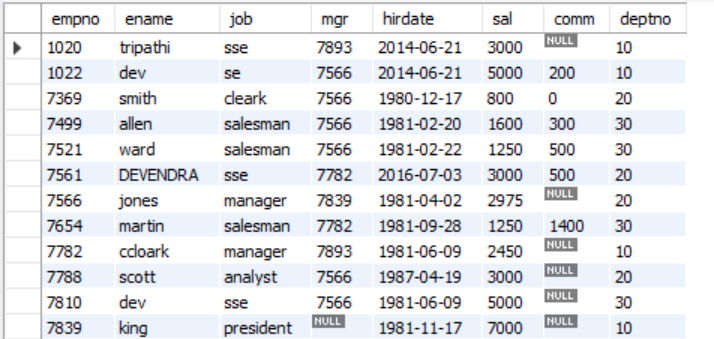 empno ename job mgr hirdate sal comm deptno
1020 tripathi sse 7893 2014-06-21 3000 NULL 10
1022 dev se 7566 2014-06-21 5000 200 10
7369 smith cleark 7566 1980-12-17 800 0 20
7499 allen salesman 7566 1981-02-20 1600 300 30
7521 ward salesman 7566 1981-02-22 1250 500 30
7561 DEVENDRA sse 7782 2016-07-03 3000 500 20
7566 jones manager 7839 1981-04-02 2975 NULL 20
7654 martin salesman 7782 1981-09-28 1250 1400 30
7782 ccloark manager 7893 1981-06-09 2450 NULL 10
7788 scott analyst 7566 1987-04-19 3000 NULL 20
7810 dev sse 7566 1981-06-09 5000 NULL 30
7839 king president NULL 1981-11-17 7000 NULL 10